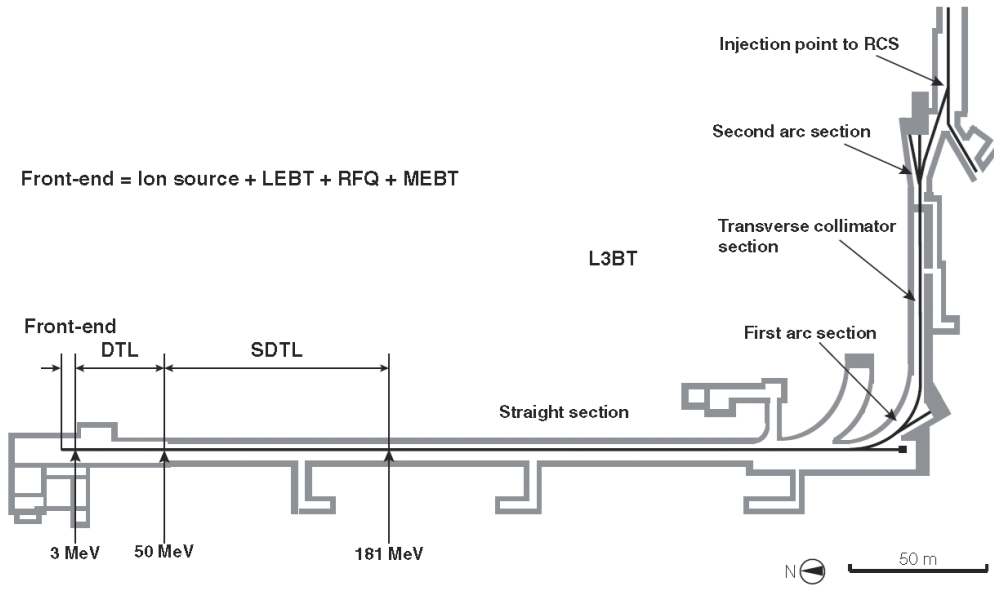 Injection point to RCS
Second arc section
Front-end = Ion source + LEBT + RFQ + MEBT
Transverse collimator
section
L3BT
Front-end
First arc section
DTL
SDTL
Straight section
3 MeV
50 MeV
181 MeV
N
50 m